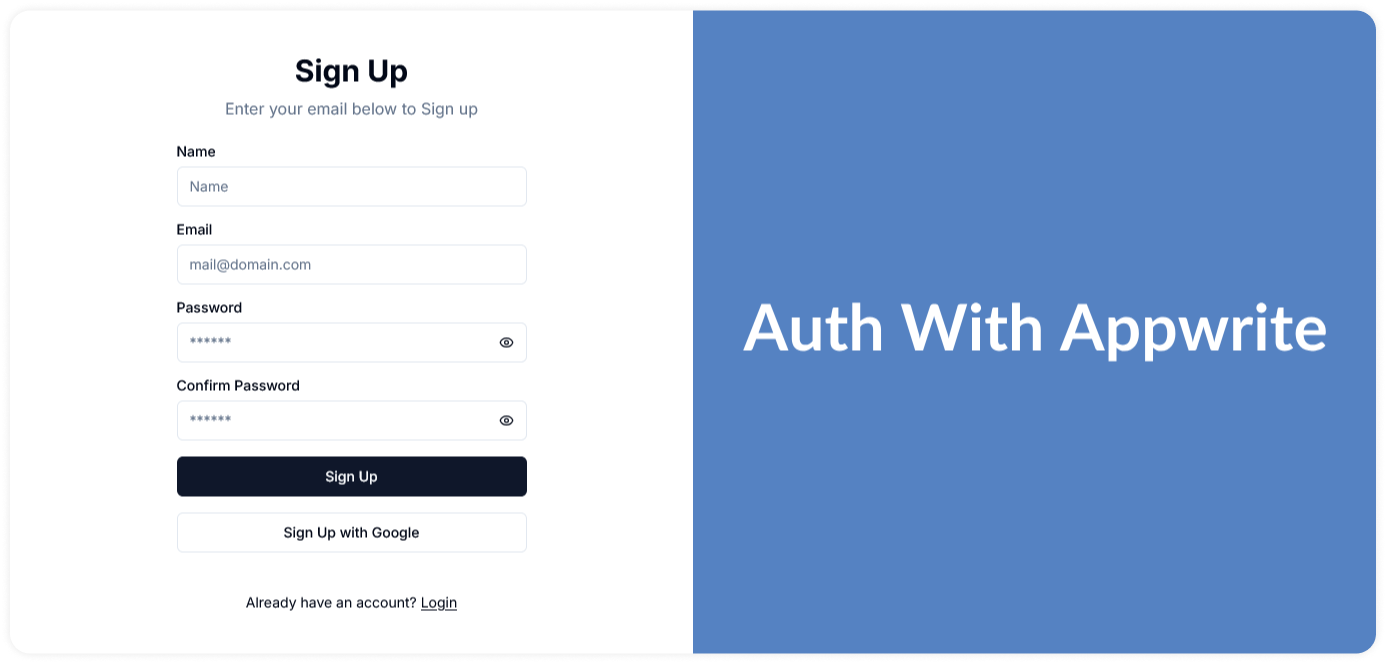 Sign Up
Enter your email below to Sign up
Name
Name
Email
mail@domain.com
Password
******
Confirm Password
******
Sign Up
Sign Up with Google
Already have an account? Login
Auth With Appwrite